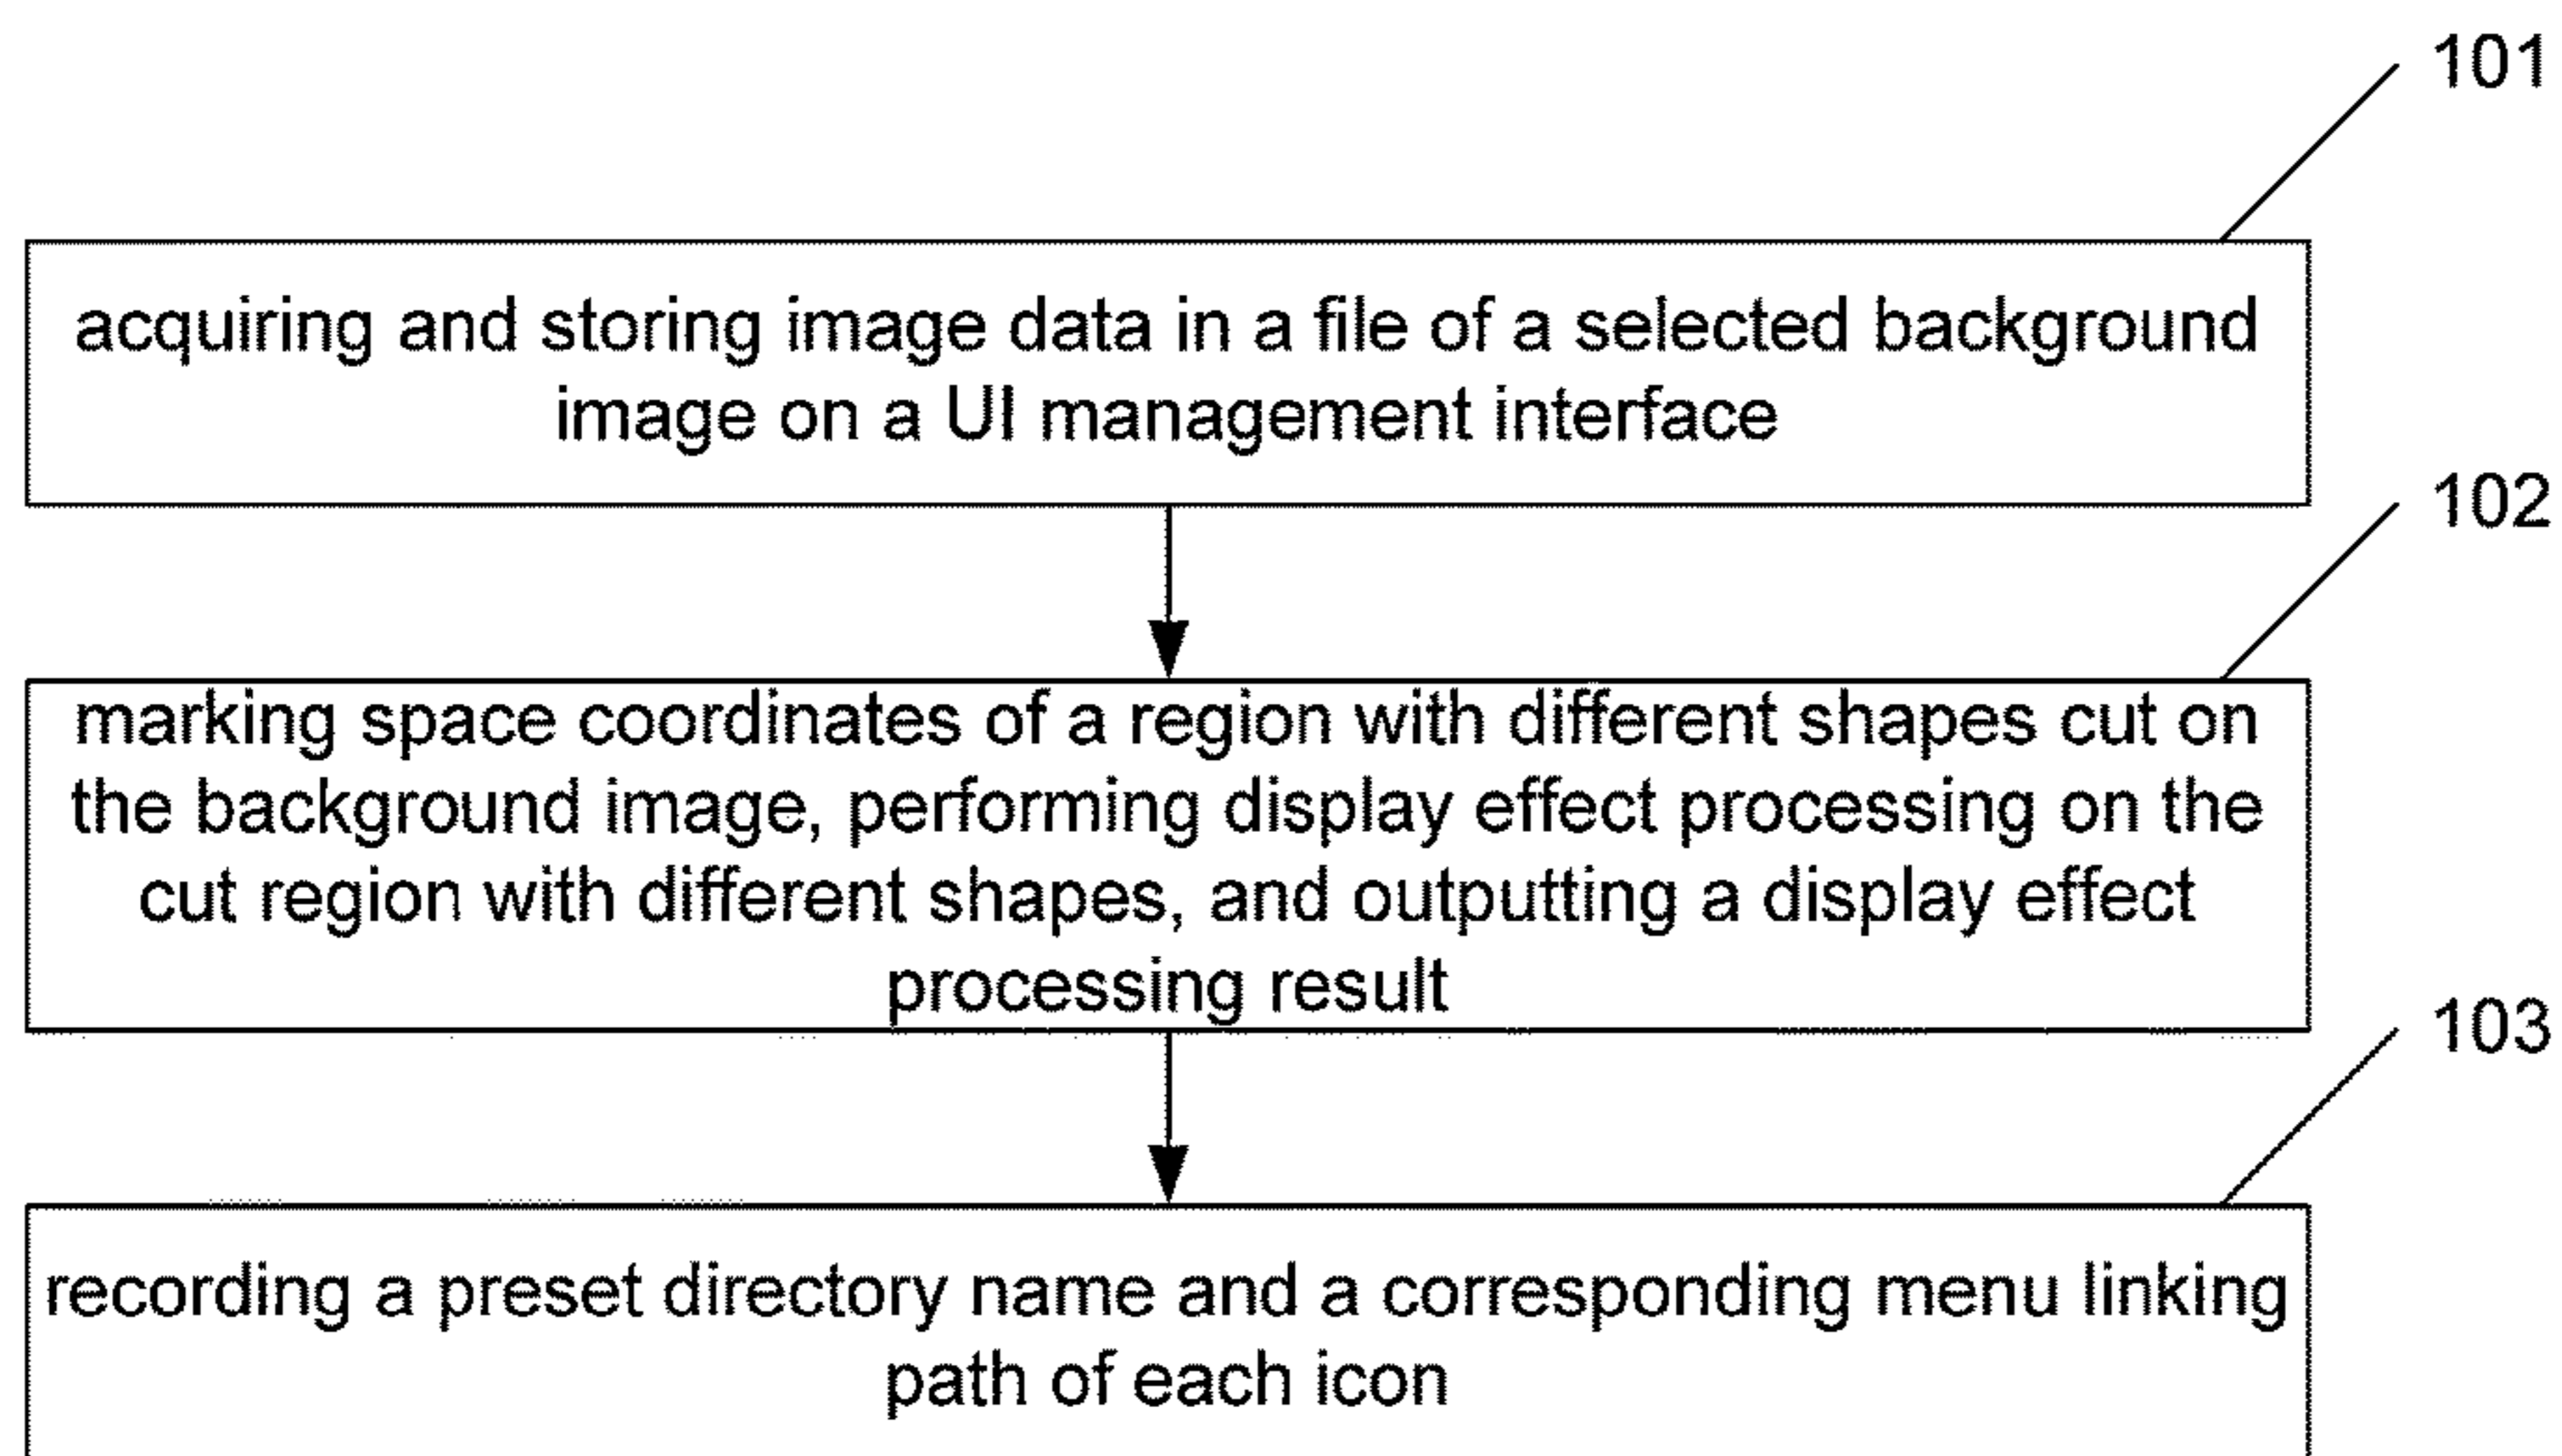 101
acquiring and storing image data in a file of a selected background
image on a UI management interface
102
marking space coordinates of a region with different shapes cut on
the background image, performing display effect processing on the
cut region with different shapes, and outputting a display effect
processing result
103
recording a preset directory name and a corresponding menu linking
path of each icon